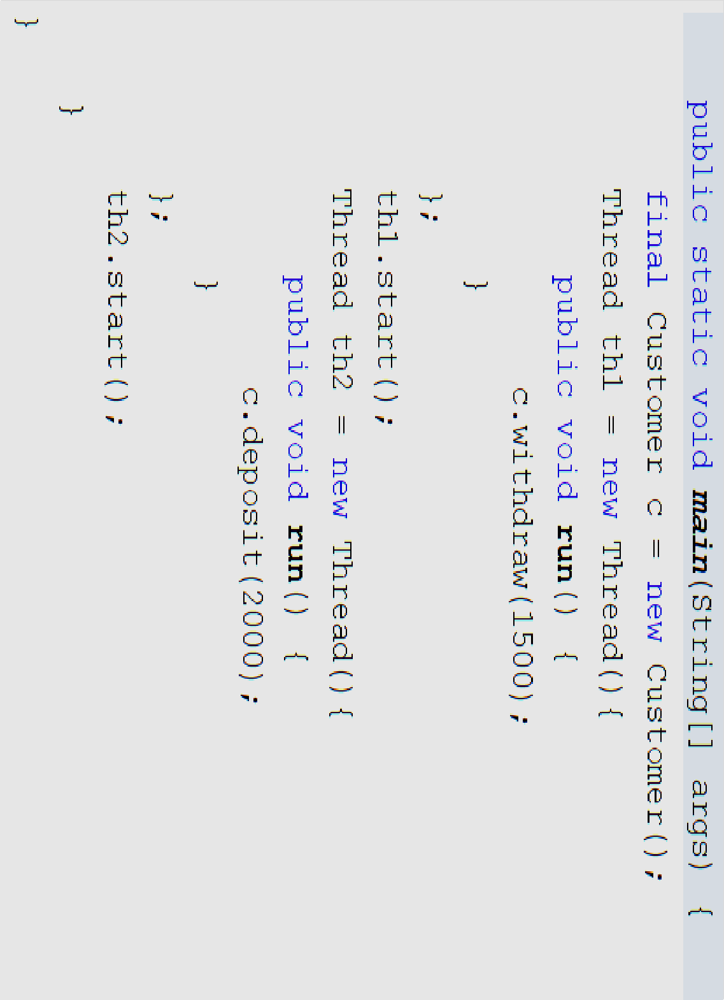 public static void main(String[] args) {
final Customer c = new Customer();
Thread th1 = new Thread(){
public void run() {
c.withdraw(1500);
}
};
th1.start();
Thread th2 = new Thread(){
public void run() {
c.deposit(2000);
}
};
th2.start();
}
}